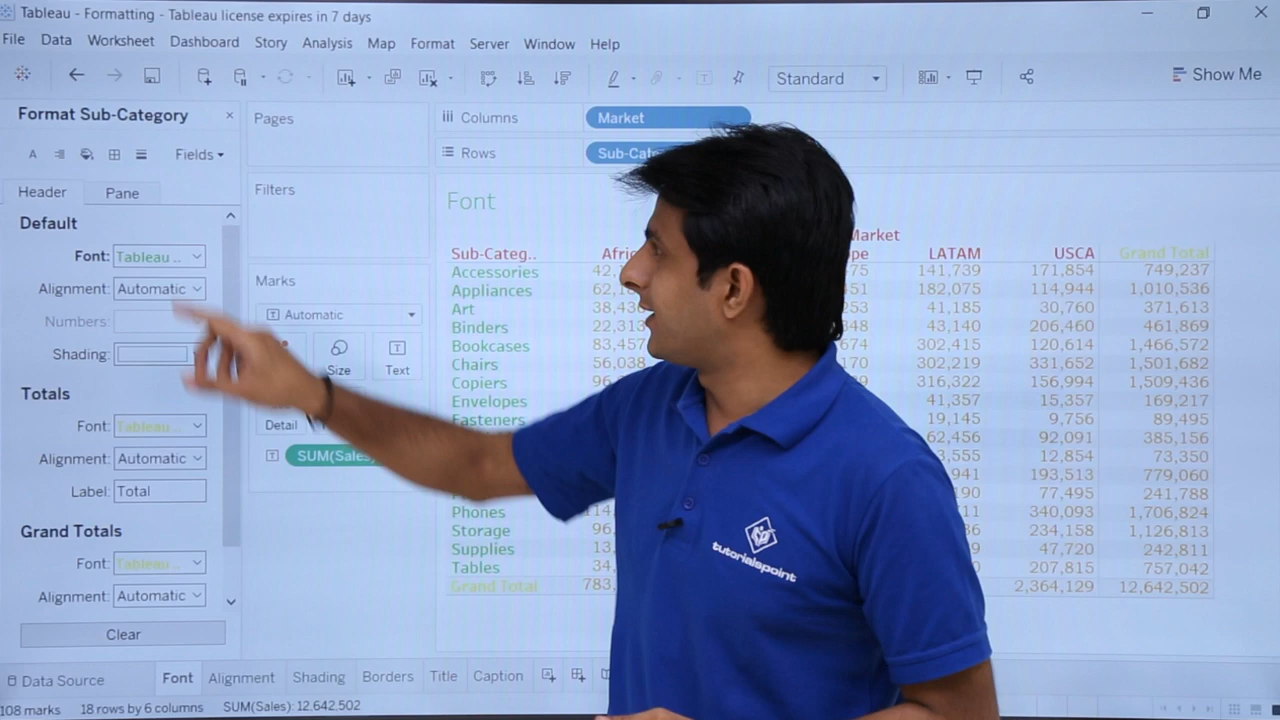 Tableau - Formatting - Tableau license expires in 7 days
File Data Worksheet Dashboard Story Analysis Map Format Server Window Help
Standard
Show Me
Format Sub-Category
Fields
Header Pane
Default
Font: Tableau ..
Alignment: Automatic
Numbers:
Shading:
Totals
Font: Tableau ..
Alignment: Automatic
Label: Total
Grand Totals
Font: Tableau ..
Alignment: Automatic
Clear
Pages
Filters
Marks
Automatic
Size Text
Detail
SUM(Sales)
Columns Market
Rows
Font
Market
Sub-Categ.. LATAM USCA Grand Total
Accessories 141,739 171,854 749,237
Appliances 182,075 114,944 1,010,536
Art 41,185 30,760 371,613
Binders 22,313 43,140 206,460 461,869
Bookcases 83,457 302,415 120,614 1,466,572
Chairs 56,038 302,219 331,652 1,501,682
Copiers 316,322 156,994 1,509,436
Envelopes 41,357 15,357 169,217
Fasteners 19,145 9,756 89,495
62,456 92,091 385,156
12,854 73,350
193,513 779,060
77,495 241,788
Phones 340,093 1,706,824
Storage 234,158 1,126,813
Supplies 47,720 242,811
Tables 207,815 757,042
Grand Total 2,364,129 12,642,502
tutorialspoint
Data Source Font Alignment Shading Borders Title Caption
108 marks 18 rows by 6 columns SUM(Sales): 12,642,502